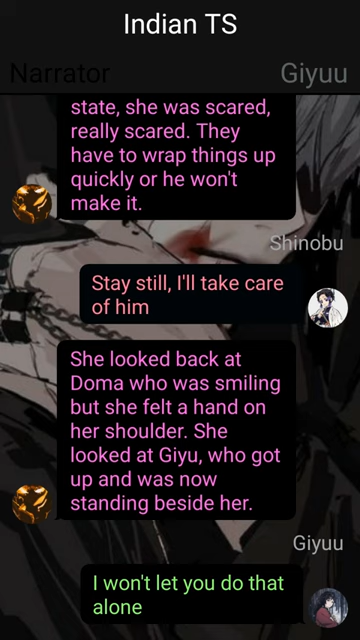 Indian TS
Narrator
Giyuu
state, she was scared,
really scared. They
have to wrap things up
quickly or he won't
make it.
Shinobu
Stay still, I'll take care
of him
She looked back at
Doma who was smiling
but she felt a hand on
her shoulder. She
looked at Giyu, who got
up and was now
standing beside her.
Giyuu
I won't let you do that
alone